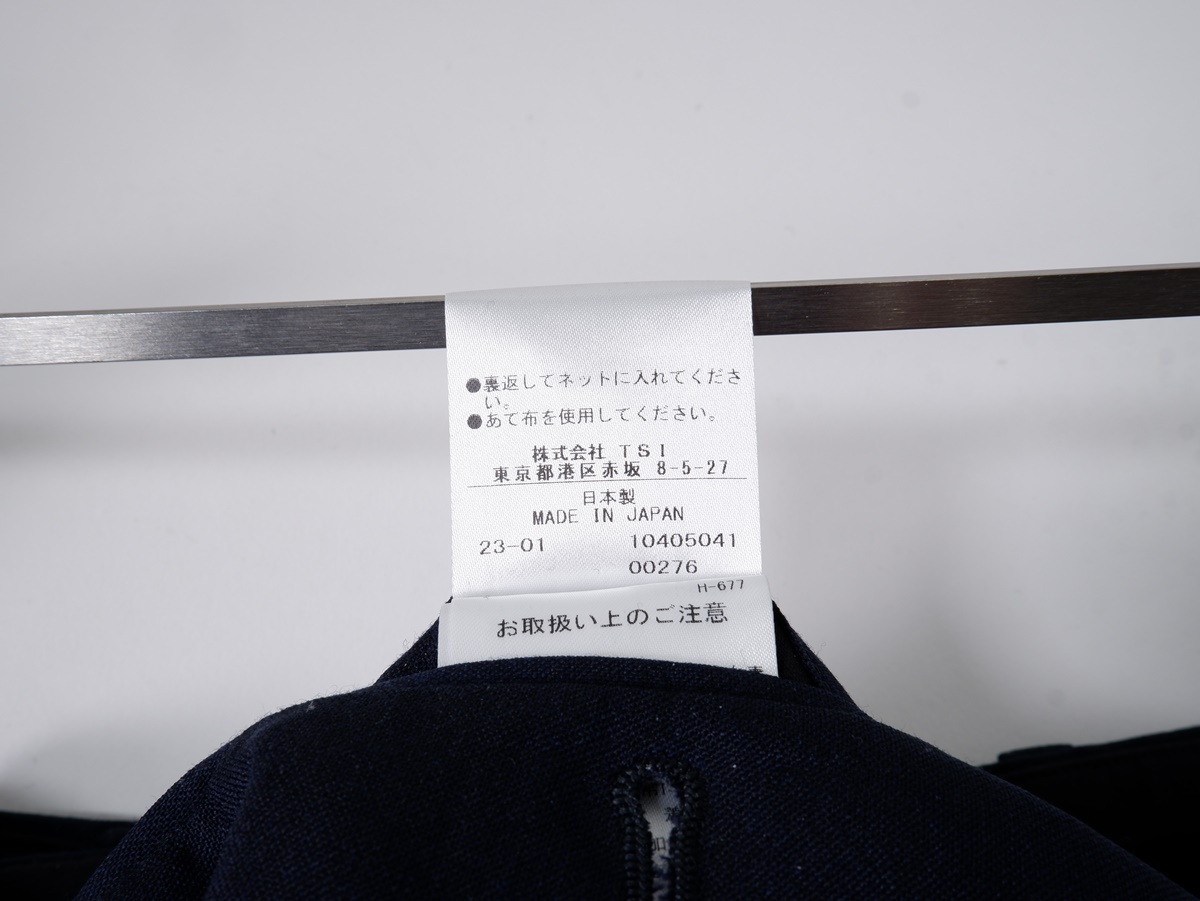 ●裏返してネットに入れてくださ
い。
●あて布を使用してください。
株式会社 TSI
東京都港区赤坂 8-5-27
日本製
MADE IN JAPAN
23-01 10405041
00276
H-677
お取扱い上のご注意